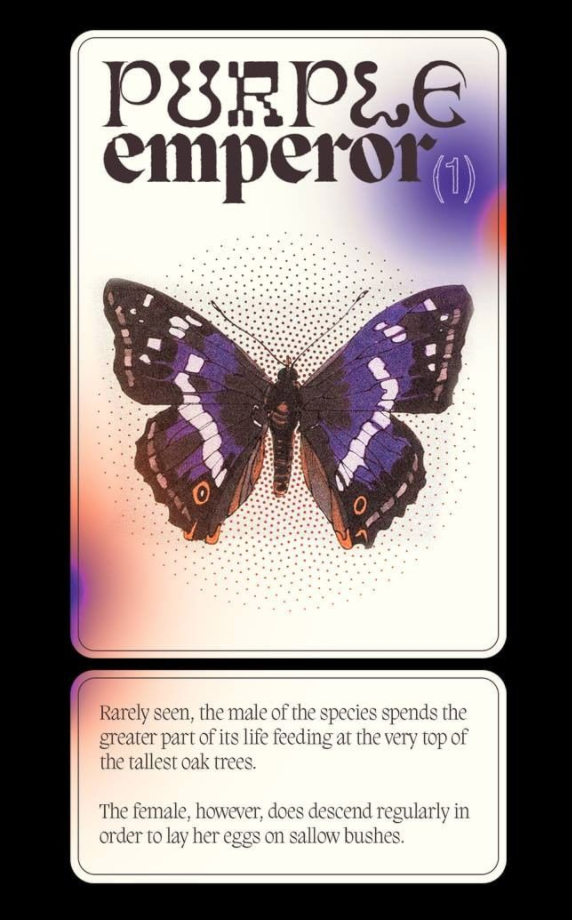 PURPLE
emperor
(1)
Rarely seen, the male of the species spends the
greater part of its life feeding at the very top of
the tallest oak trees.
The female, however, does descend regularly in
order to lay her eggs on sallow bushes.